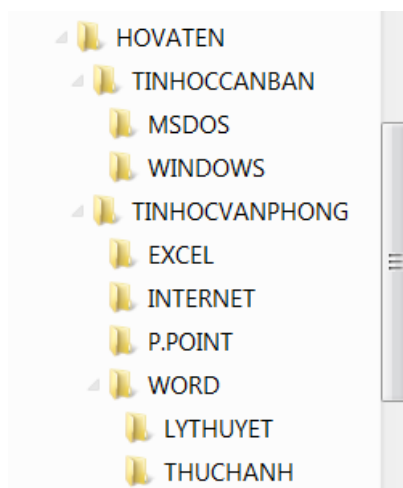 HOVATEN
TINHOCCANBAN
MSDOS
WINDOWS
TINHOCVANPHONG
EXCEL
INTERNET
P.POINT
WORD
LYTHUYET
THUCHANH